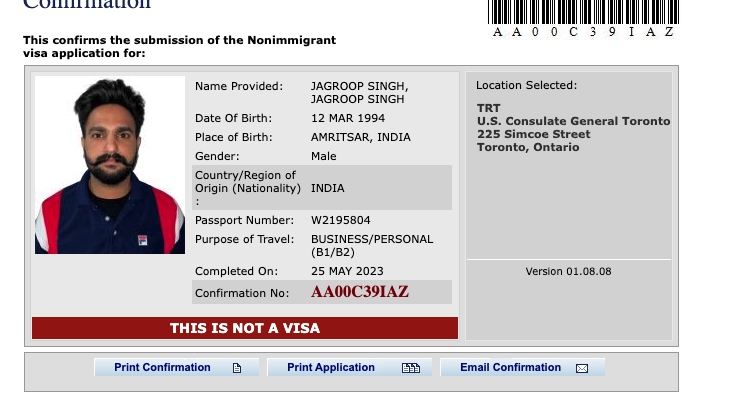 Confirmation
A A 0 0 C 3 9 I A Z
This confirms the submission of the Nonimmigrant
visa application for:
Name Provided: JAGROOP SINGH,
JAGROOP SINGH
Date Of Birth: 12 MAR 1994
Place of Birth: AMRITSAR, INDIA
Gender: Male
Country/Region of
Origin (Nationality) INDIA
:
Passport Number: W2195804
Purpose of Travel: BUSINESS/PERSONAL
(B1/B2)
Completed On: 25 MAY 2023
Confirmation No: AA00C39IAZ
THIS IS NOT A VISA
Location Selected:
TRT
U.S. Consulate General Toronto
225 Simcoe Street
Toronto, Ontario
Version 01.08.08
Print Confirmation
Print Application
Email Confirmation